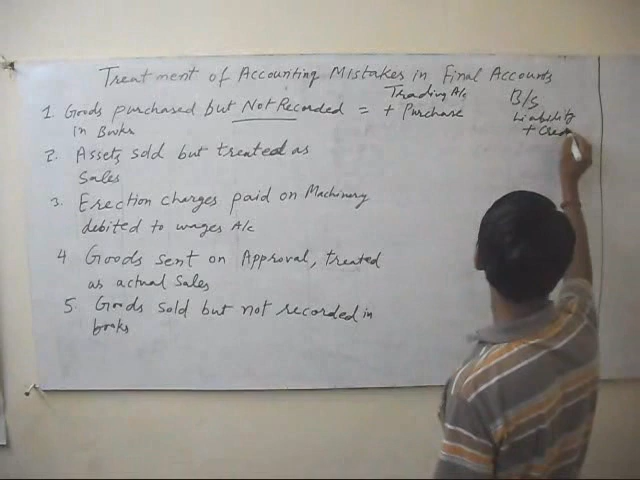 Treatment of Accounting Mistakes in Final Accounts
1. Goods purchased but Not Recorded = + Purchase
in Books
Trading A/c
B/s
Liability
+ Cred
2. Assets sold but treated as
Sales
3. Erection charges paid on Machinery
debited to wages A/c
4 Goods sent on Approval, treated
as actual sales
5. Goods sold but not recorded in
books